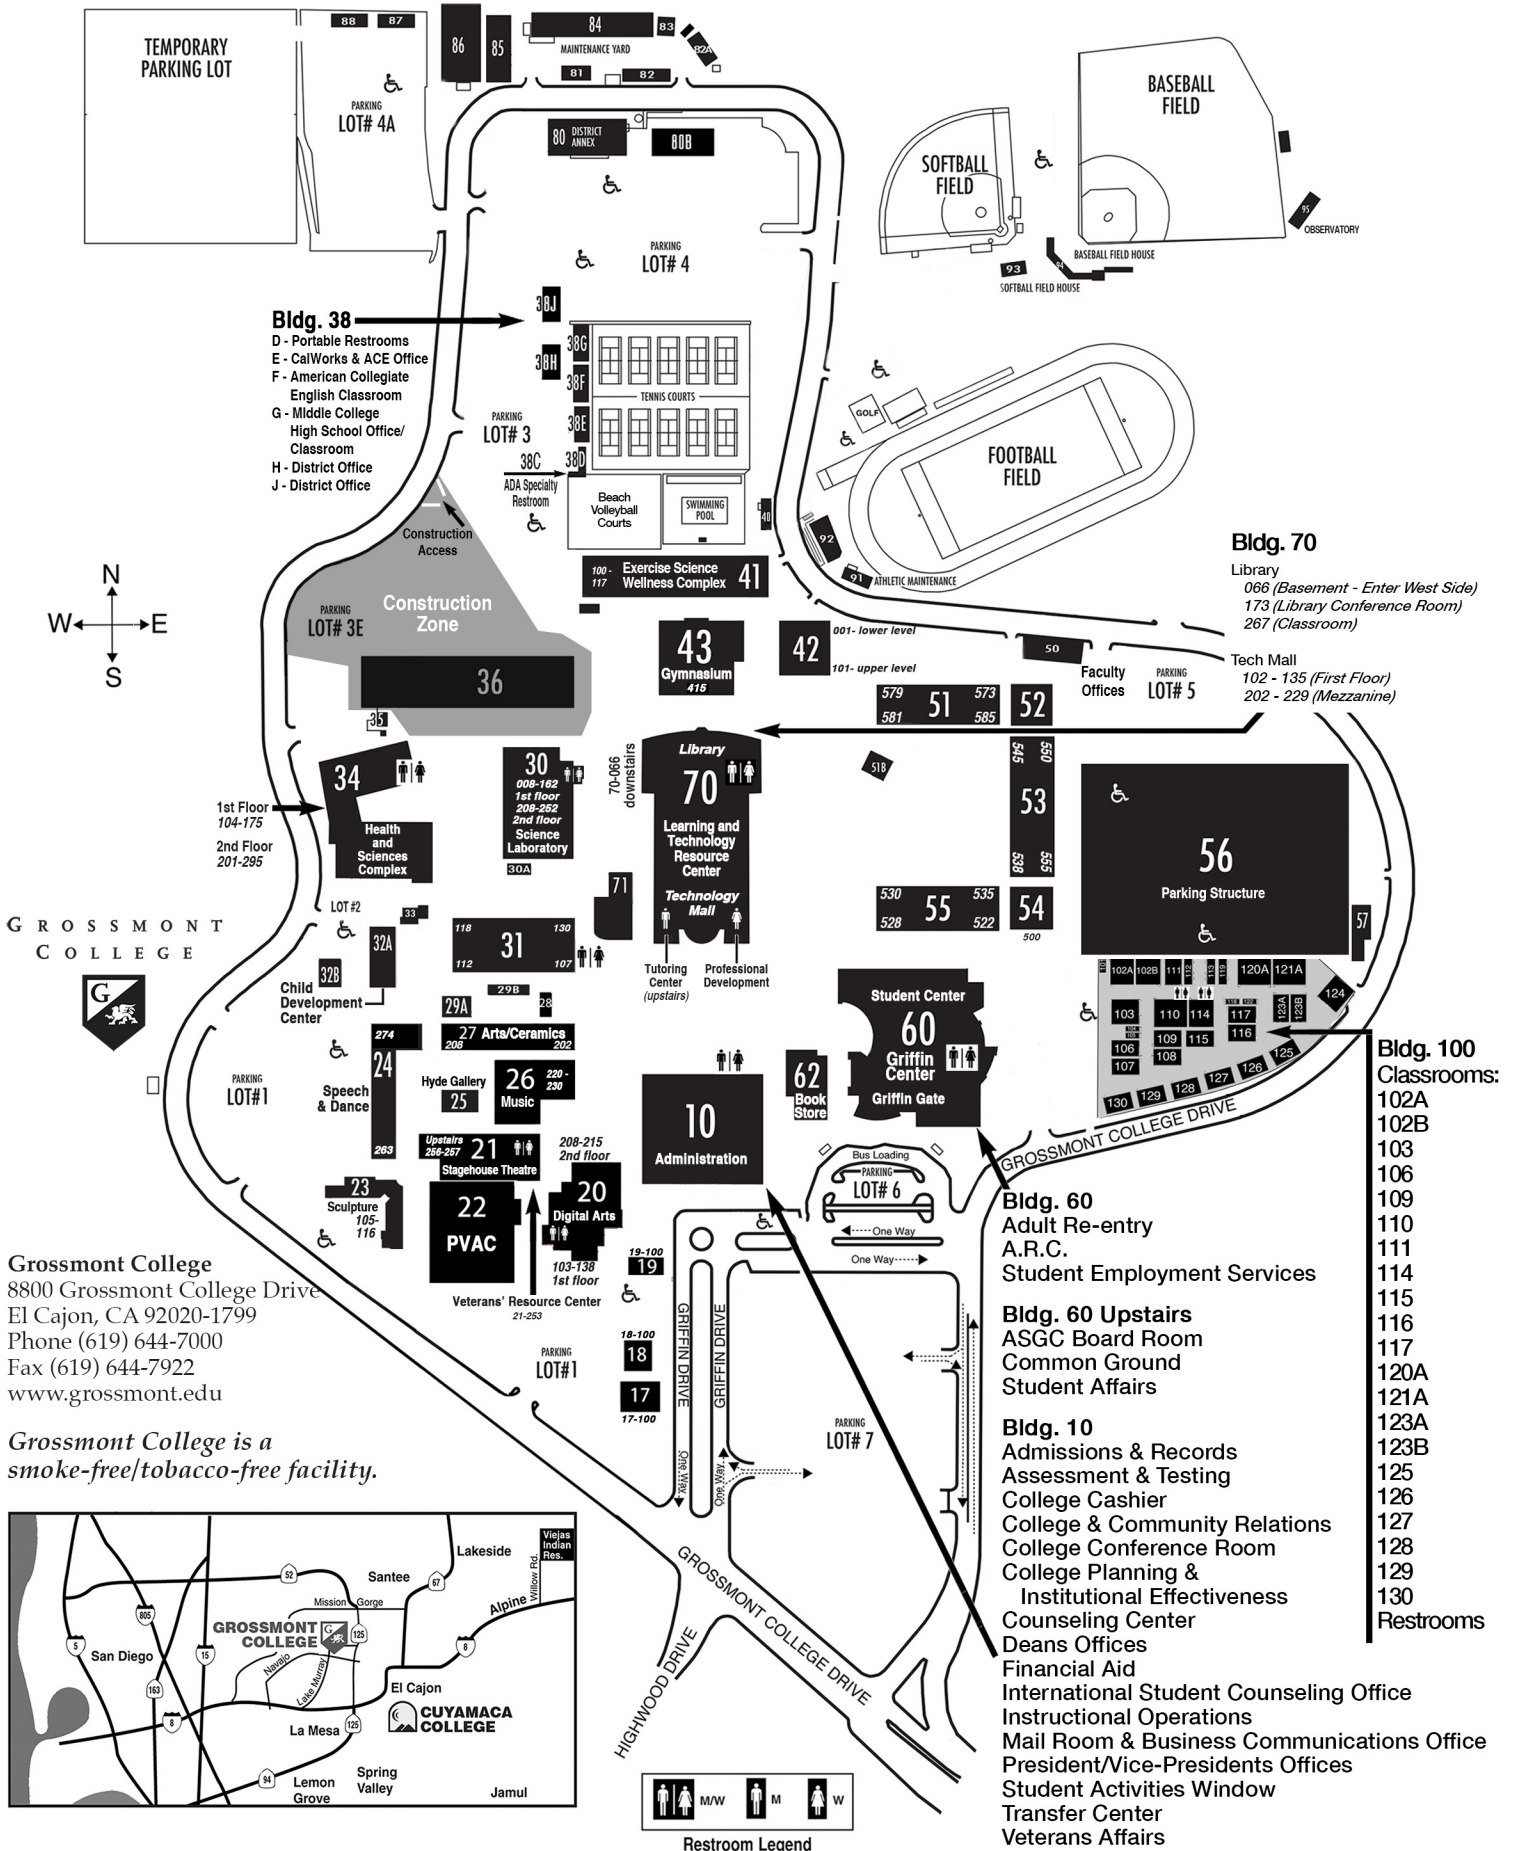 TEMPORARY
PARKING LOT
88
87
PARKING
LOT# 4A
86
85
84
83
82A
MAINTENANCE YARD
81
82
80 DISTRICT
ANNEX
80B
PARKING
LOT# 4
SOFTBALL
FIELD
BASEBALL
FIELD
95
OBSERVATORY
BASEBALL FIELD HOUSE
93
94
SOFTBALL FIELD HOUSE
Bldg. 38
D - Portable Restrooms
E - CalWorks & ACE Office
F - American Collegiate
English Classroom
G - MIddle College
High School Office/
Classroom
H - District Office
J - District Office
38J
38H
38G
38F
38E
38D
TENNIS COURTS
PARKING
LOT# 3
38C
ADA Specialty
Restroom
Beach
Volleyball
Courts
SWIMMING
POOL
40
GOLF
FOOTBALL
FIELD
92
91
ATHLETIC MAINTENANCE
Construction
Access
Construction
Zone
PARKING
LOT# 3E
36
35
N
W
E
S
100 -
117
Exercise Science
Wellness Complex
41
43
Gymnasium
415
42
001- lower level
101- upper level
50
Faculty
Offices
PARKING
LOT# 5
Bldg. 70
Library
066 (Basement - Enter West Side)
173 (Library Conference Room)
267 (Classroom)
Tech Mall
102 - 135 (First Floor)
202 - 229 (Mezzanine)
579
573
51
581
585
52
51B
545
550
53
538
555
530
535
55
528
522
54
500
56
Parking Structure
57
34
Health
and
Sciences
Complex
1st Floor
104-175
2nd Floor
201-295
30
008-162
1st floor
208-252
2nd floor
Science
Laboratory
30A
70-066
downstairs
Library
70
Learning and
Technology
Resource
Center
Technology
Mall
Tutoring
Center
(upstairs)
Professional
Development
71
LOT #2
33
32A
32B
Child
Development
Center
118
130
31
112
107
29B
29A
28
27 Arts/Ceramics
208
202
274
24
Speech
& Dance
263
Hyde Gallery
25
26
Music
220 -
230
Upstairs
256-257
21
Stagehouse Theatre
22
PVAC
23
Sculpture
105-
116
208-215
2nd floor
20
Digital Arts
103-138
1st floor
Veterans' Resource Center
21-253
19-100
19
18-100
18
17
17-100
10
Administration
62
Book
Store
Student Center
60
Griffin
Center
Griffin Gate
Bus Loading
PARKING
LOT# 6
One Way
One Way
PARKING
LOT#1
PARKING
LOT#1
PARKING
LOT# 7
GRIFFIN DRIVE
GRIFFIN DRIVE
One Way
One Way
GROSSMONT COLLEGE DRIVE
GROSSMONT COLLEGE DRIVE
HIGHWOOD DRIVE
101
102A
102B
111
112
113
119
120A
121A
124
103
110
114
118
122
117
116
123A
123B
104
105
106
107
109
108
115
125
126
127
128
129
130
Bldg. 100
Classrooms:
102A
102B
103
106
109
110
111
114
115
116
117
120A
121A
123A
123B
125
126
127
128
129
130
Restrooms
Bldg. 60
Adult Re-entry
A.R.C.
Student Employment Services
Bldg. 60 Upstairs
ASGC Board Room
Common Ground
Student Affairs
Bldg. 10
Admissions & Records
Assessment & Testing
College Cashier
College & Community Relations
College Conference Room
College Planning &
Institutional Effectiveness
Counseling Center
Deans Offices
Financial Aid
International Student Counseling Office
Instructional Operations
Mail Room & Business Communications Office
President/Vice-Presidents Offices
Student Activities Window
Transfer Center
Veterans Affairs
GROSSMONT
COLLEGE
G
Grossmont College
8800 Grossmont College Drive
El Cajon, CA 92020-1799
Phone (619) 644-7000
Fax (619) 644-7922
www.grossmont.edu
Grossmont College is a
smoke-free/tobacco-free facility.
Viejas
Indian
Res.
Lakeside
52
Santee
67
Willow Rd.
Alpine
Mission Gorge
805
GROSSMONT
COLLEGE
G
125
5
San Diego
15
Navajo
Lake Murray
8
163
El Cajon
CUYAMACA
COLLEGE
8
La Mesa
125
94
Lemon
Grove
Spring
Valley
Jamul
M/W
M
W
Restroom Legend